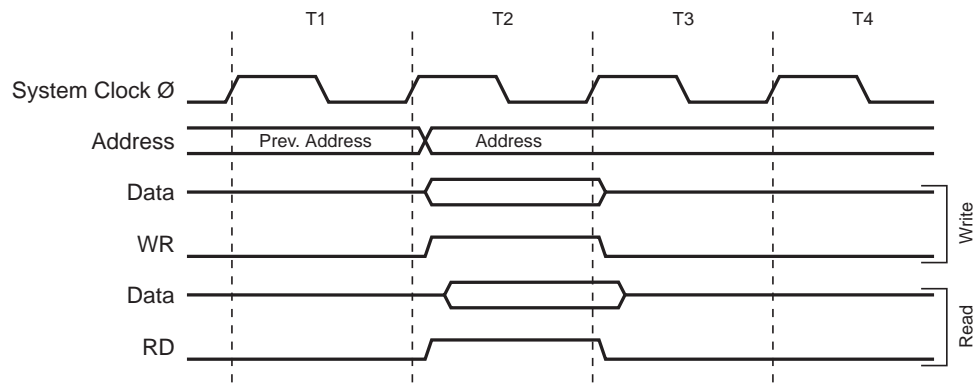 T1 T2 T3 T4
System Clock Ø
Address Prev. Address Address
Data
WR
Write
Data
RD
Read